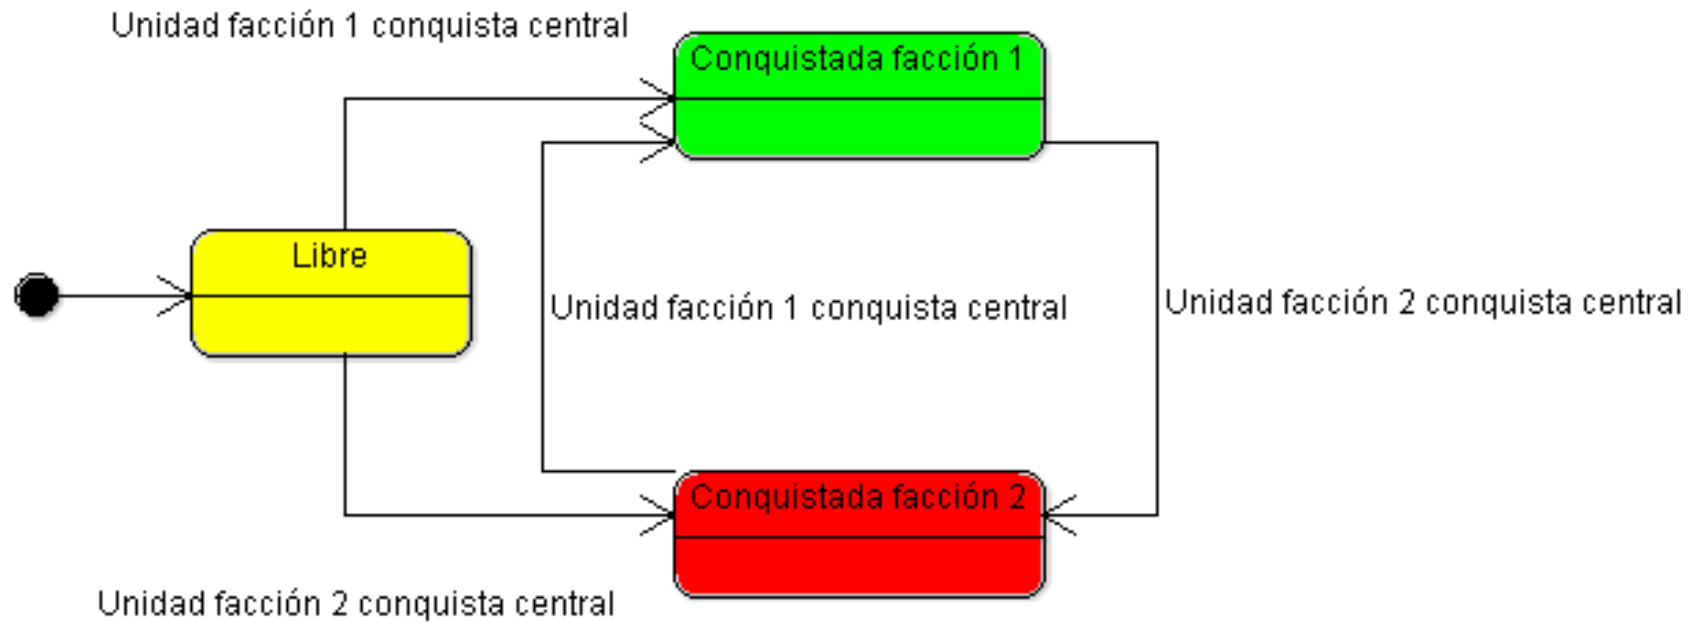 Unidad facción 1 conquista central
Conquistada facción 1
Libre
Unidad facción 1 conquista central
Unidad facción 2 conquista central
Conquistada facción 2
Unidad facción 2 conquista central